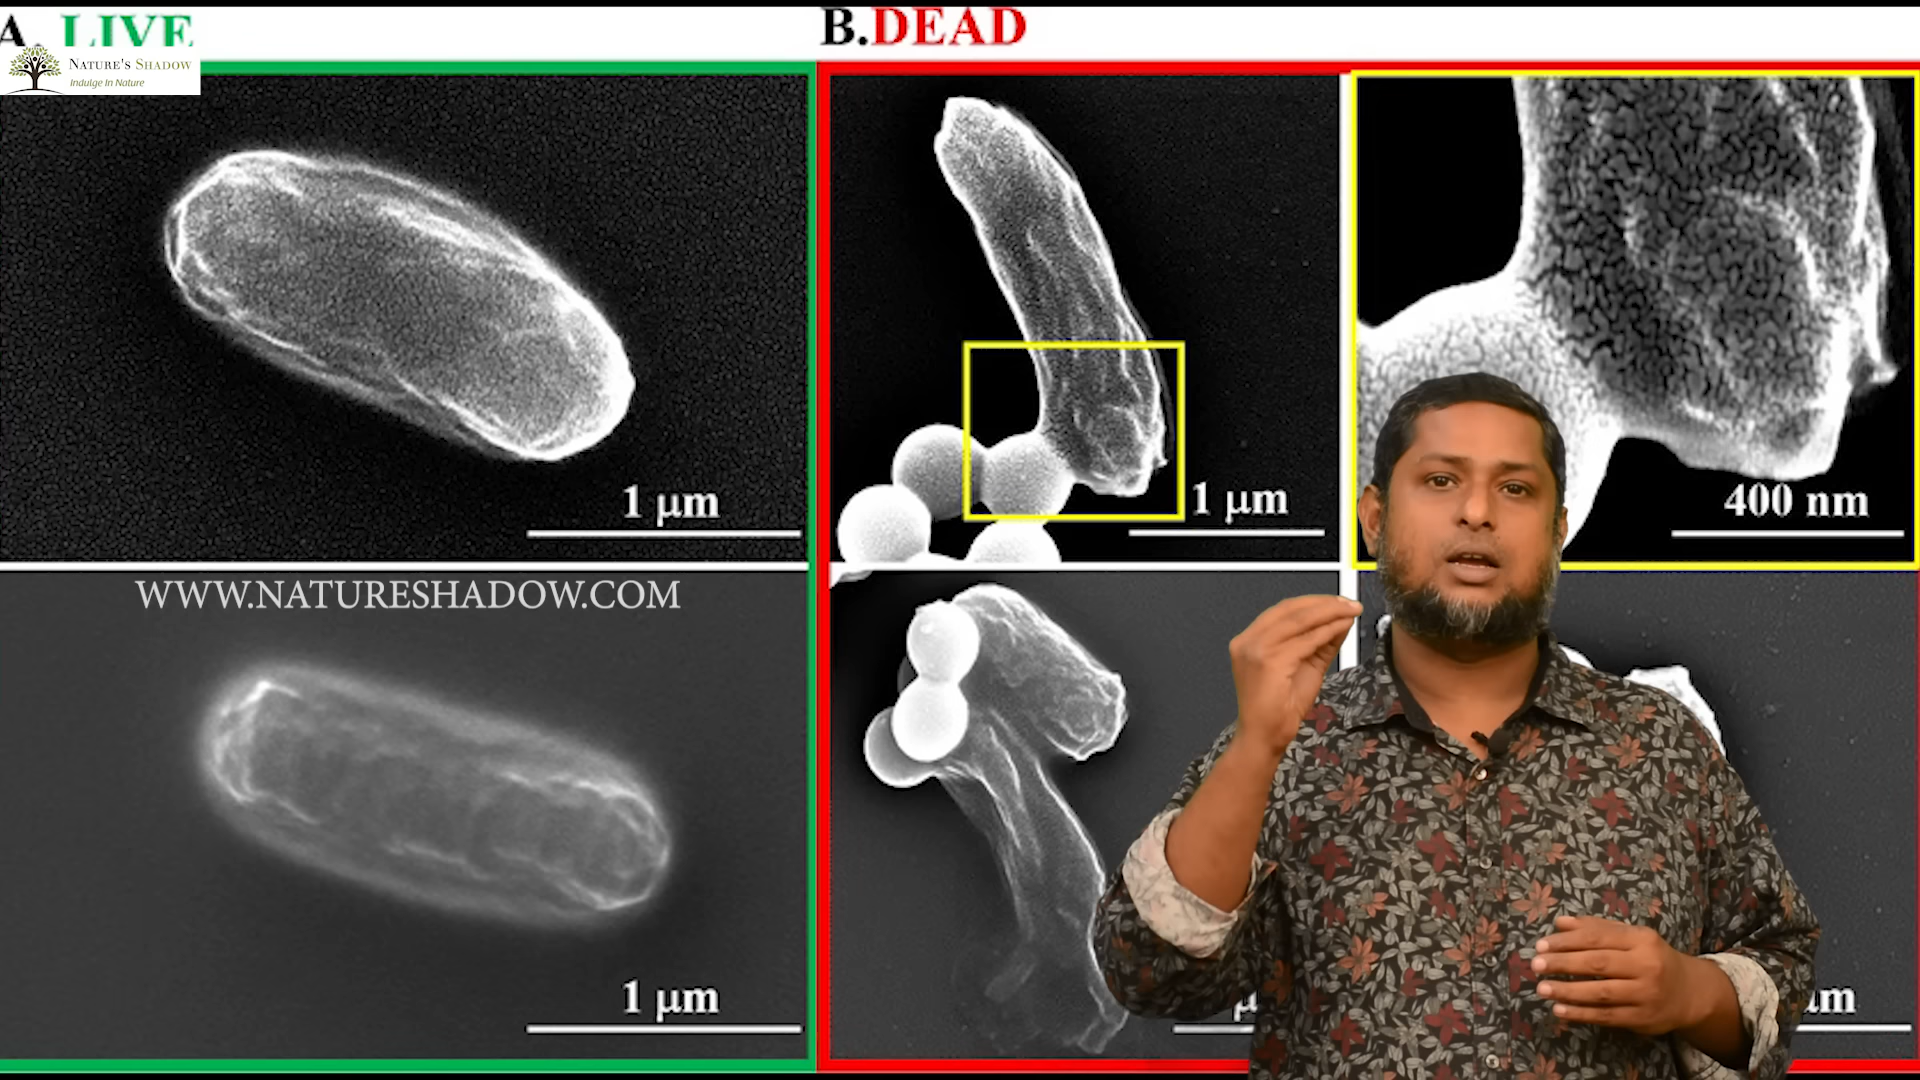 A. LIVE
NATURE'S SHADOW
Indulge In Nature
B.DEAD
1 µm
1 µm
400 nm
WWW.NATURESHADOW.COM
1 µm